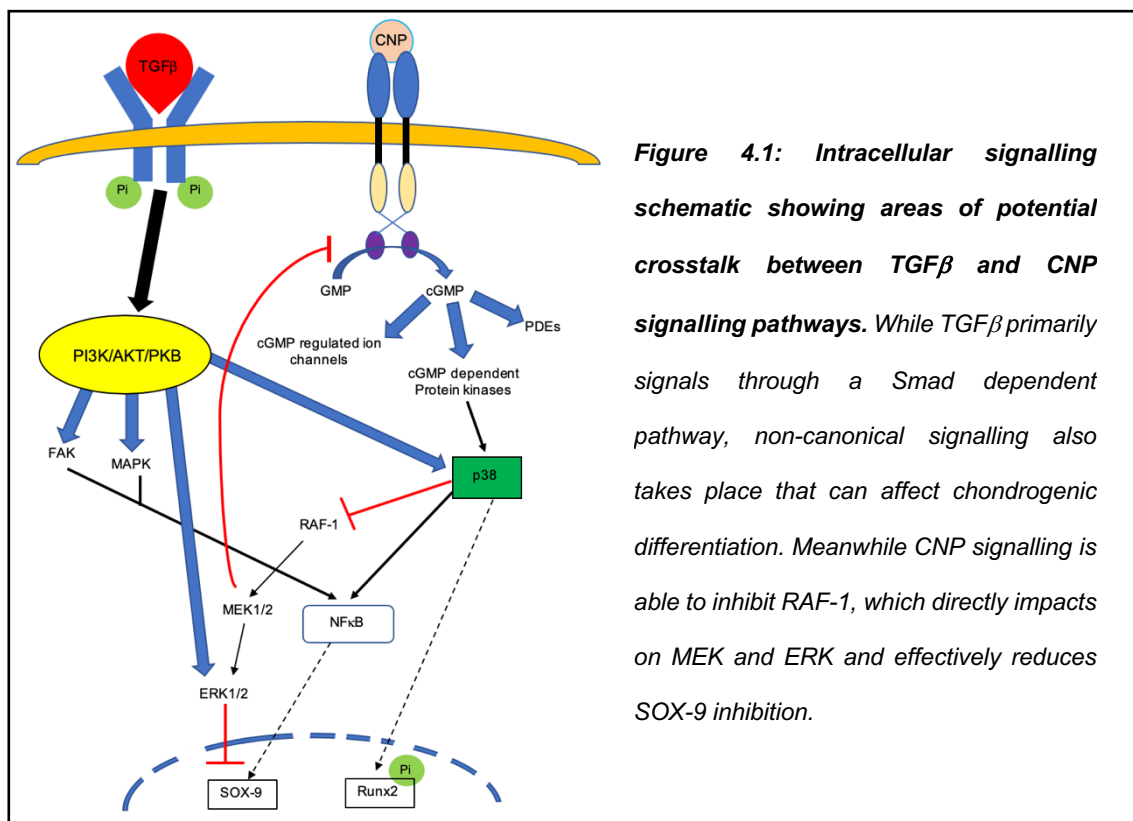 TGFβ
CNP
Pi
Pi
GMP
cGMP
PDEs
cGMP regulated ion
channels
cGMP dependent
Protein kinases
PI3K/AKT/PKB
FAK
MAPK
p38
RAF-1
MEK1/2
NFκB
ERK1/2
Pi
SOX-9
Runx2
Figure 4.1: Intracellular signalling
schematic showing areas of potential
crosstalk between TGFβ and CNP
signalling pathways. While TGFβ primarily
signals through a Smad dependent
pathway, non-canonical signalling also
takes place that can affect chondrogenic
differentiation. Meanwhile CNP signalling is
able to inhibit RAF-1, which directly impacts
on MEK and ERK and effectively reduces
SOX-9 inhibition.